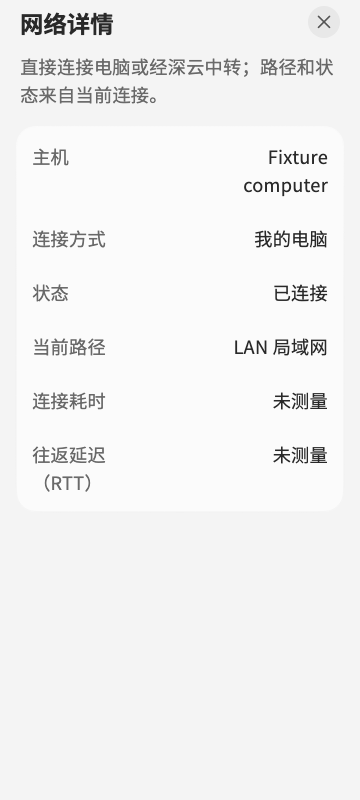 网络详情
直接连接电脑或经深云中转；路径和状
态来自当前连接。
主机
Fixture
computer
连接方式
我的电脑
状态
已连接
当前路径
LAN 局域网
连接耗时
未测量
往返延迟
（RTT）
未测量